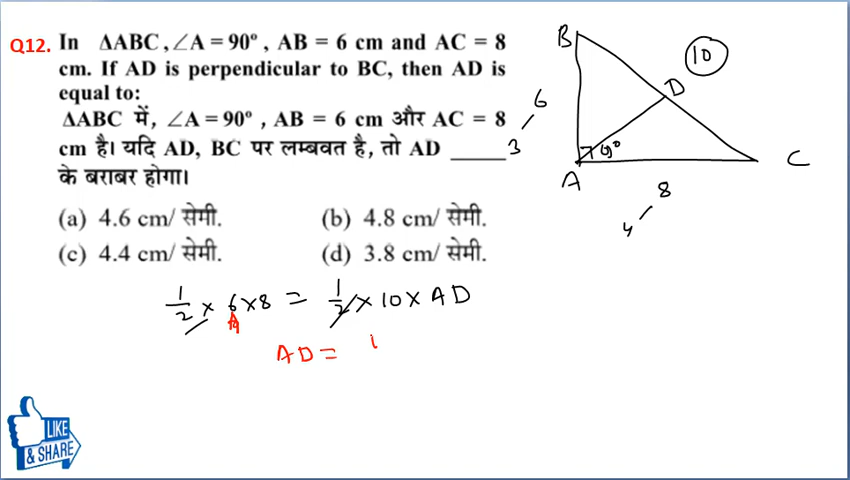 Q12. In ΔABC, ∠A = 90°, AB = 6 cm and AC = 8
cm. If AD is perpendicular to BC, then AD is
equal to:
ΔABC में, ∠A = 90°, AB = 6 cm और AC = 8
cm है। यदि AD, BC पर लम्बवत है, तो AD _____
के बराबर होगा।
(a) 4.6 cm/ सेमी. (b) 4.8 cm/ सेमी.
(c) 4.4 cm/ सेमी. (d) 3.8 cm/ सेमी.
B
10
D
3 – 6
90°
A
C
4 – 8
1/2 × 6 × 8 = 1/2 × 10 × AD
AD =
LIKE
& SHARE